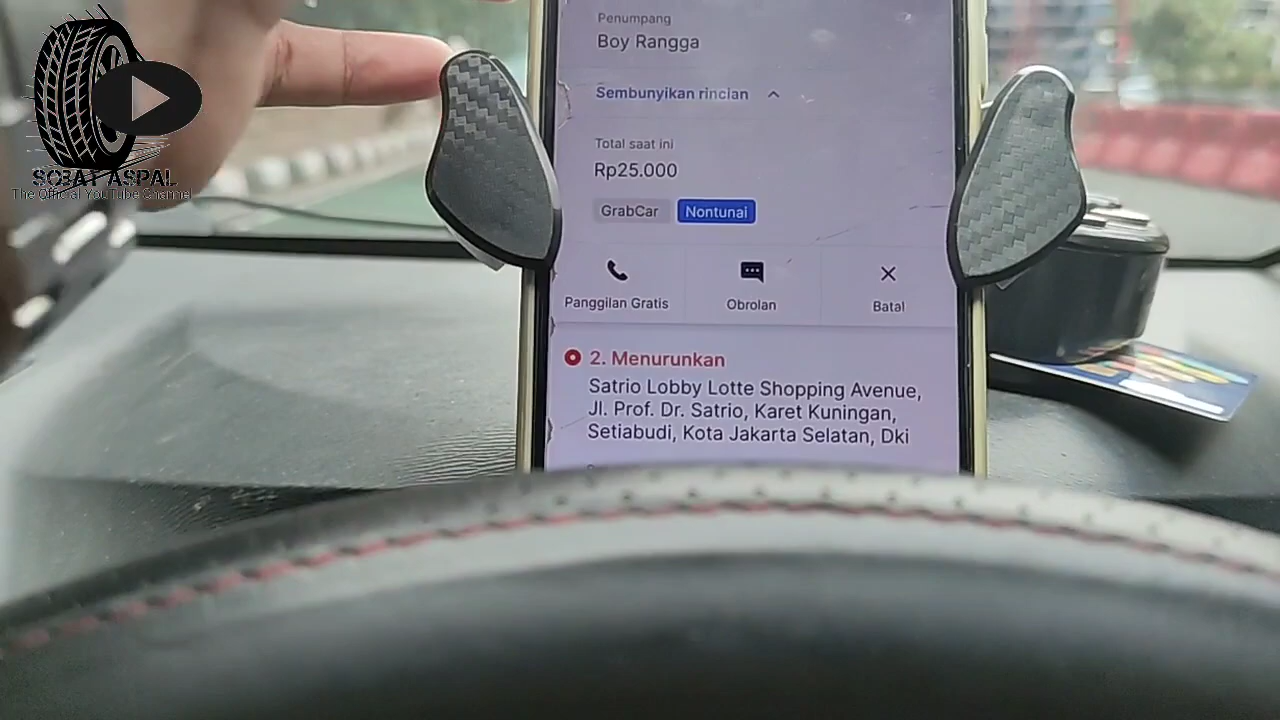 Penumpang
Boy Rangga
Sembunyikan rincian
Total saat ini
Rp25.000
GrabCar Nontunai
Panggilan Gratis Obrolan Batal
2. Menurunkan
Satrio Lobby Lotte Shopping Avenue,
Jl. Prof. Dr. Satrio, Karet Kuningan,
Setiabudi, Kota Jakarta Selatan, Dki
SOBAT ASPAL
The Official YouTube Channel